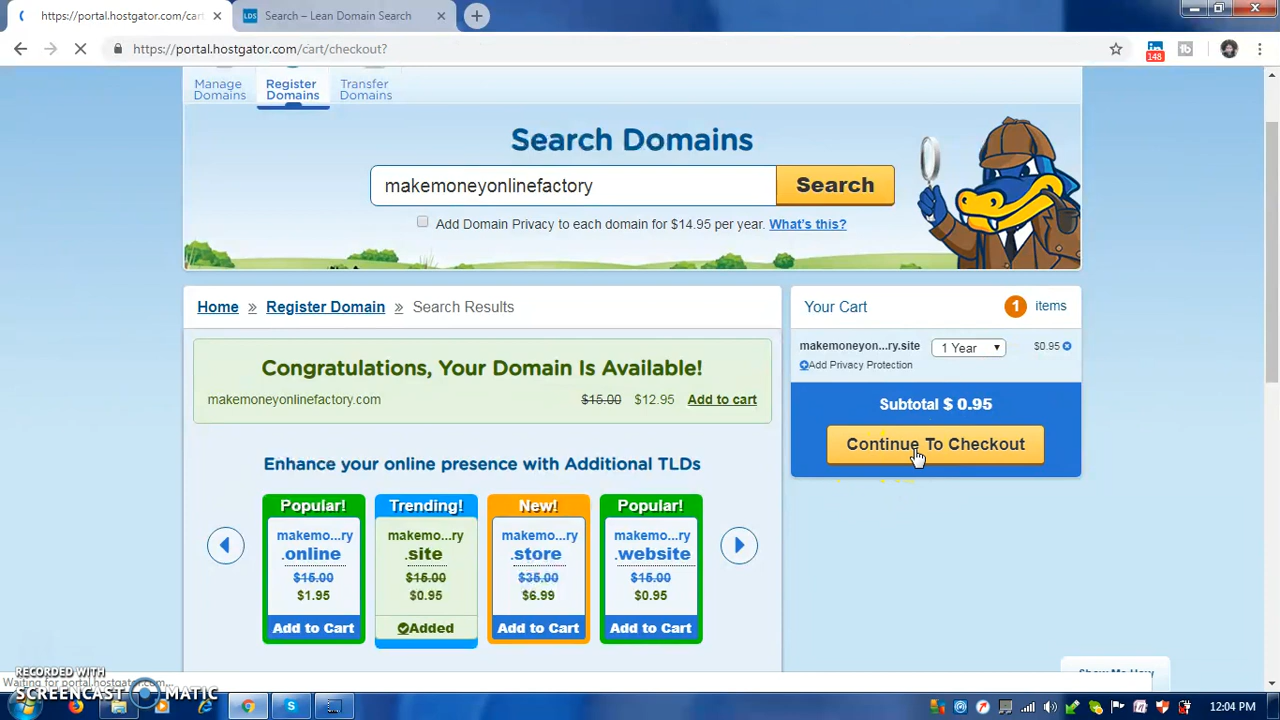 https://portal.hostgator.com/cart
LDS Search – Lean Domain Search
https://portal.hostgator.com/cart/checkout?
in 148
Manage Domains
Register Domains
Transfer Domains
Search Domains
makemoneyonlinefactory
Search
Add Domain Privacy to each domain for $14.95 per year. What's this?
Home » Register Domain » Search Results
Your Cart 1 items
makemoneyon...ry.site 1 Year $0.95
Add Privacy Protection
Congratulations, Your Domain Is Available!
makemoneyonlinefactory.com $15.00 $12.95 Add to cart
Subtotal $ 0.95
Continue To Checkout
Enhance your online presence with Additional TLDs
Popular!
makemo...ry
.online
$15.00
$1.95
Add to Cart
Trending!
makemo...ry
.site
$15.00
$0.95
Added
New!
makemo...ry
.store
$35.00
$6.99
Add to Cart
Popular!
makemo...ry
.website
$15.00
$0.95
Add to Cart
Show Me How
Waiting for portal.hostgator.com...
RECORDED WITH
SCREENCAST MATIC
12:04 PM